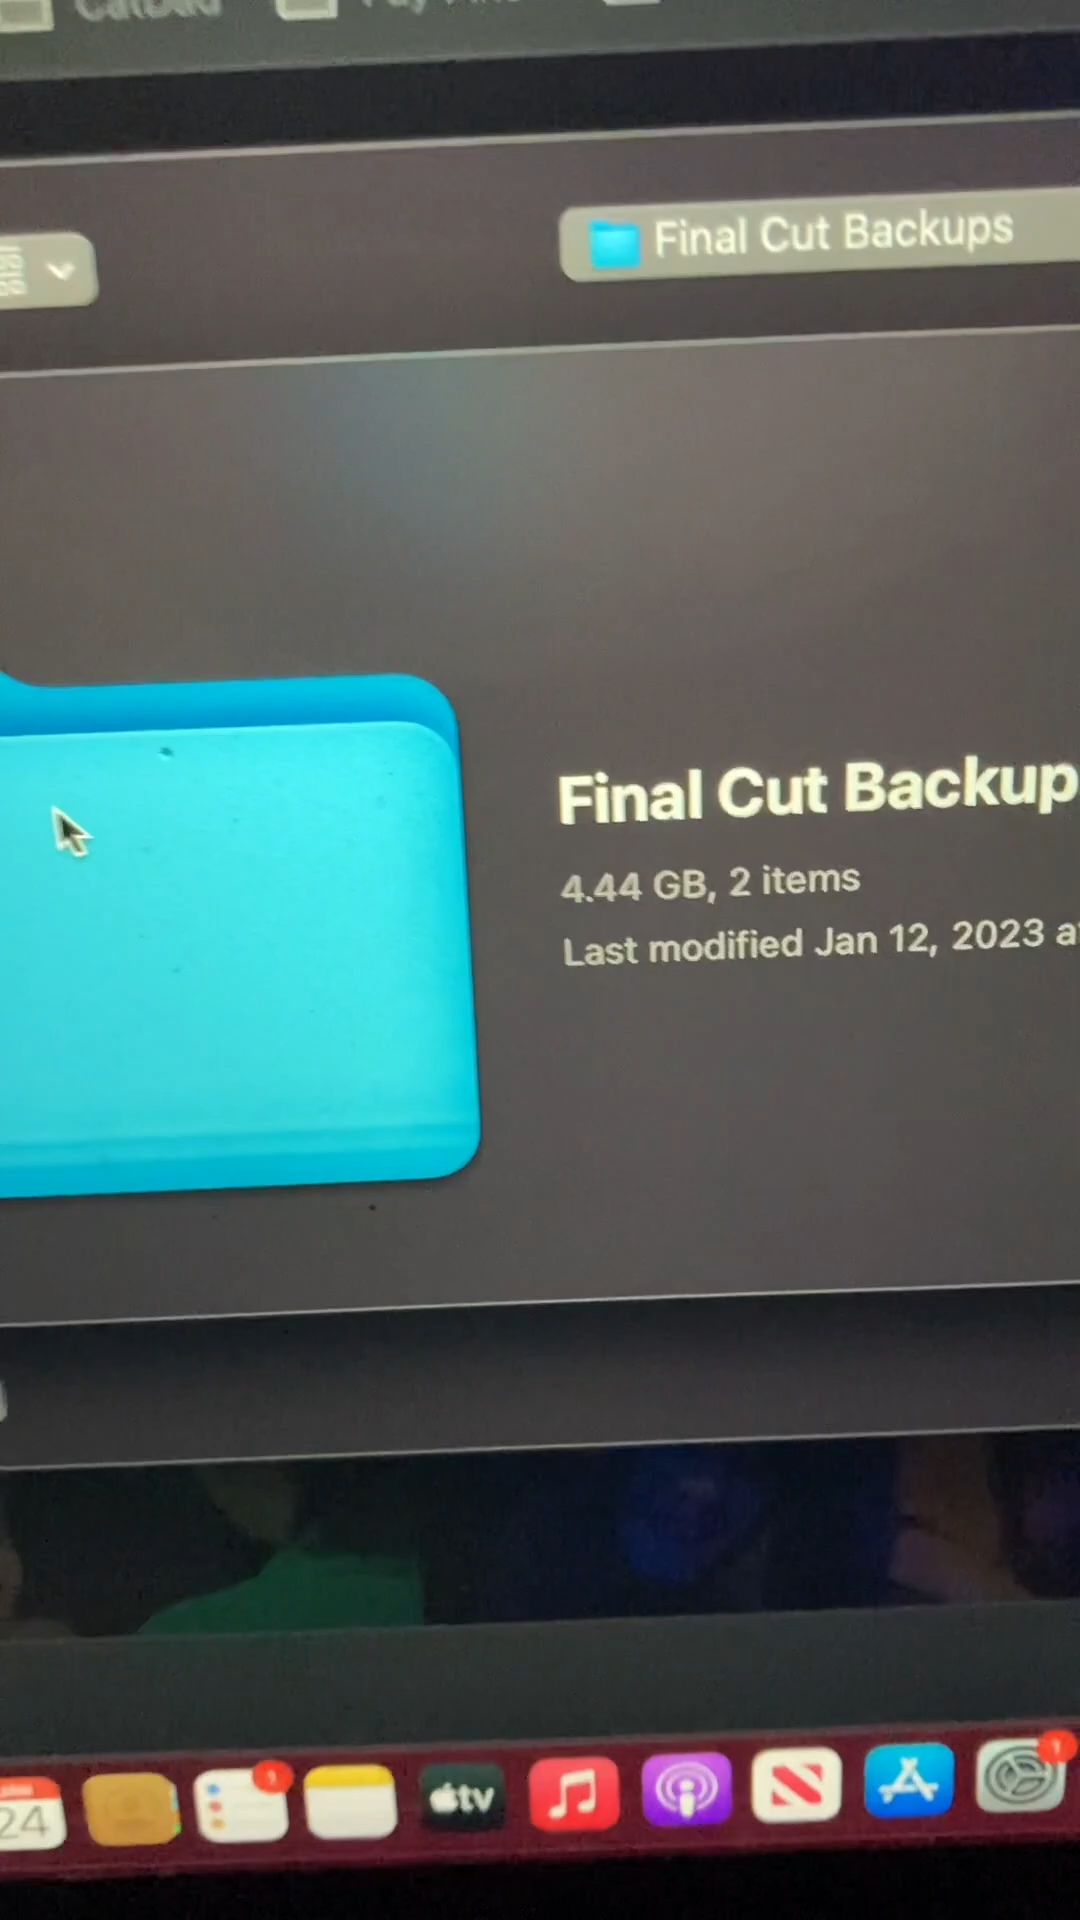 Final Cut Backups
Final Cut Backup
4.44 GB, 2 items
Last modified Jan 12, 2023 a
24
tv